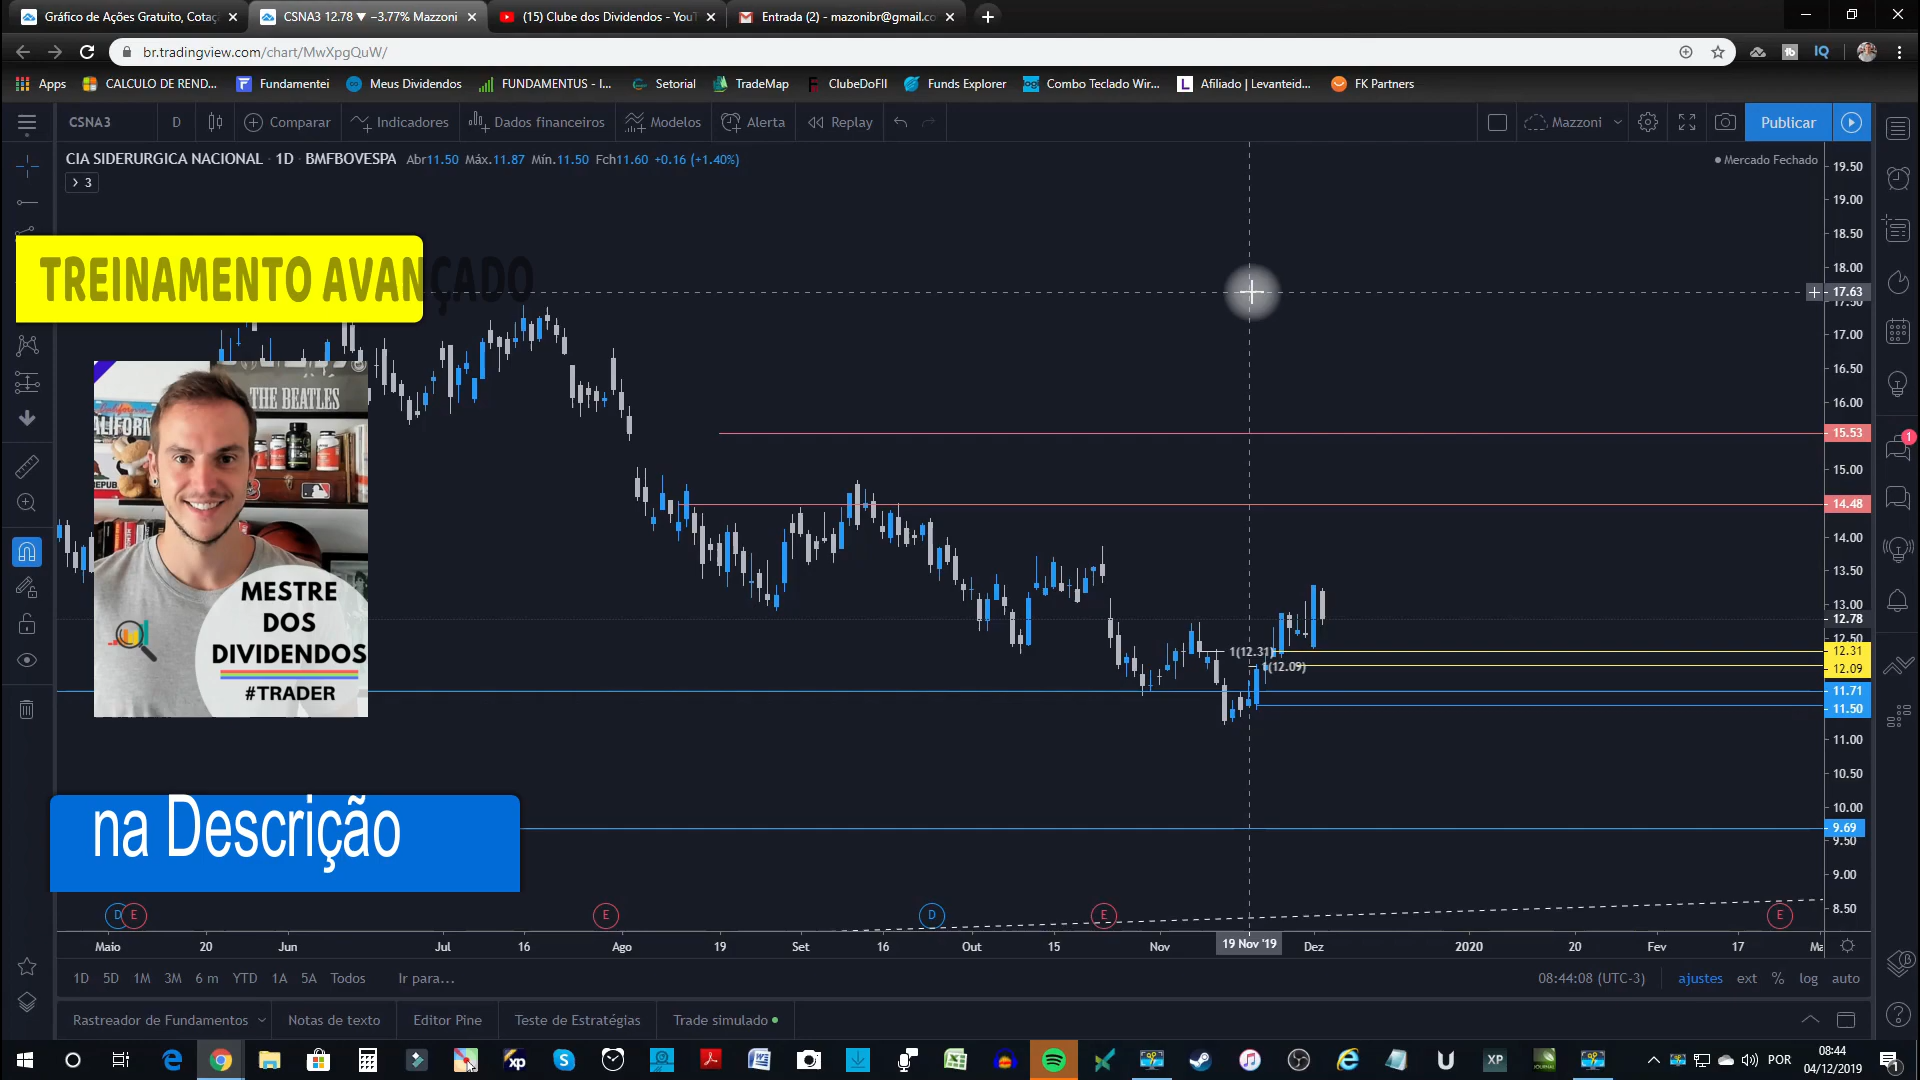 Gráfico de Ações Gratuito, Cotaç
CSNA3 12.78 ▼ −3.77% Mazzoni
(15) Clube dos Dividendos - YouT
Entrada (2) - mazonibr@gmail.co
br.tradingview.com/chart/MwXpgQuW/
Apps
CALCULO DE REND...
Fundamentei
Meus Dividendos
FUNDAMENTUS - I...
Setorial
TradeMap
ClubeDoFII
Funds Explorer
Combo Teclado Wir...
Afiliado | Levanteid...
FK Partners
CSNA3
D
Comparar
Indicadores
Dados financeiros
Modelos
Alerta
Replay
Mazzoni
Publicar
CIA SIDERURGICA NACIONAL · 1D · BMFBOVESPA Abr11.50 Máx.11.87 Mín.11.50 Fch11.60 +0.16 (+1.40%)
Mercado Fechado
3
TREINAMENTO AVANÇADO
THE BEATLES
MESTRE
DOS
DIVIDENDOS
#TRADER
na Descrição
1(12.31)
1(12.09)
19.50
19.00
18.50
18.00
17.63
17.50
17.00
16.50
16.00
15.53
15.00
14.48
14.00
13.50
13.00
12.78
12.50
12.31
12.09
11.71
11.50
11.00
10.50
10.00
9.69
9.50
9.00
8.50
D E E D E E
Maio 20 Jun Jul 16 Ago 19 Set 16 Out 15 Nov 19 Nov '19 Dez 2020 20 Fev 17 Ma
1D 5D 1M 3M 6 m YTD 1A 5A Todos Ir para...
08:44:08 (UTC-3) ajustes ext % log auto
Rastreador de Fundamentos
Notas de texto
Editor Pine
Teste de Estratégias
Trade simulado
POR
08:44
04/12/2019